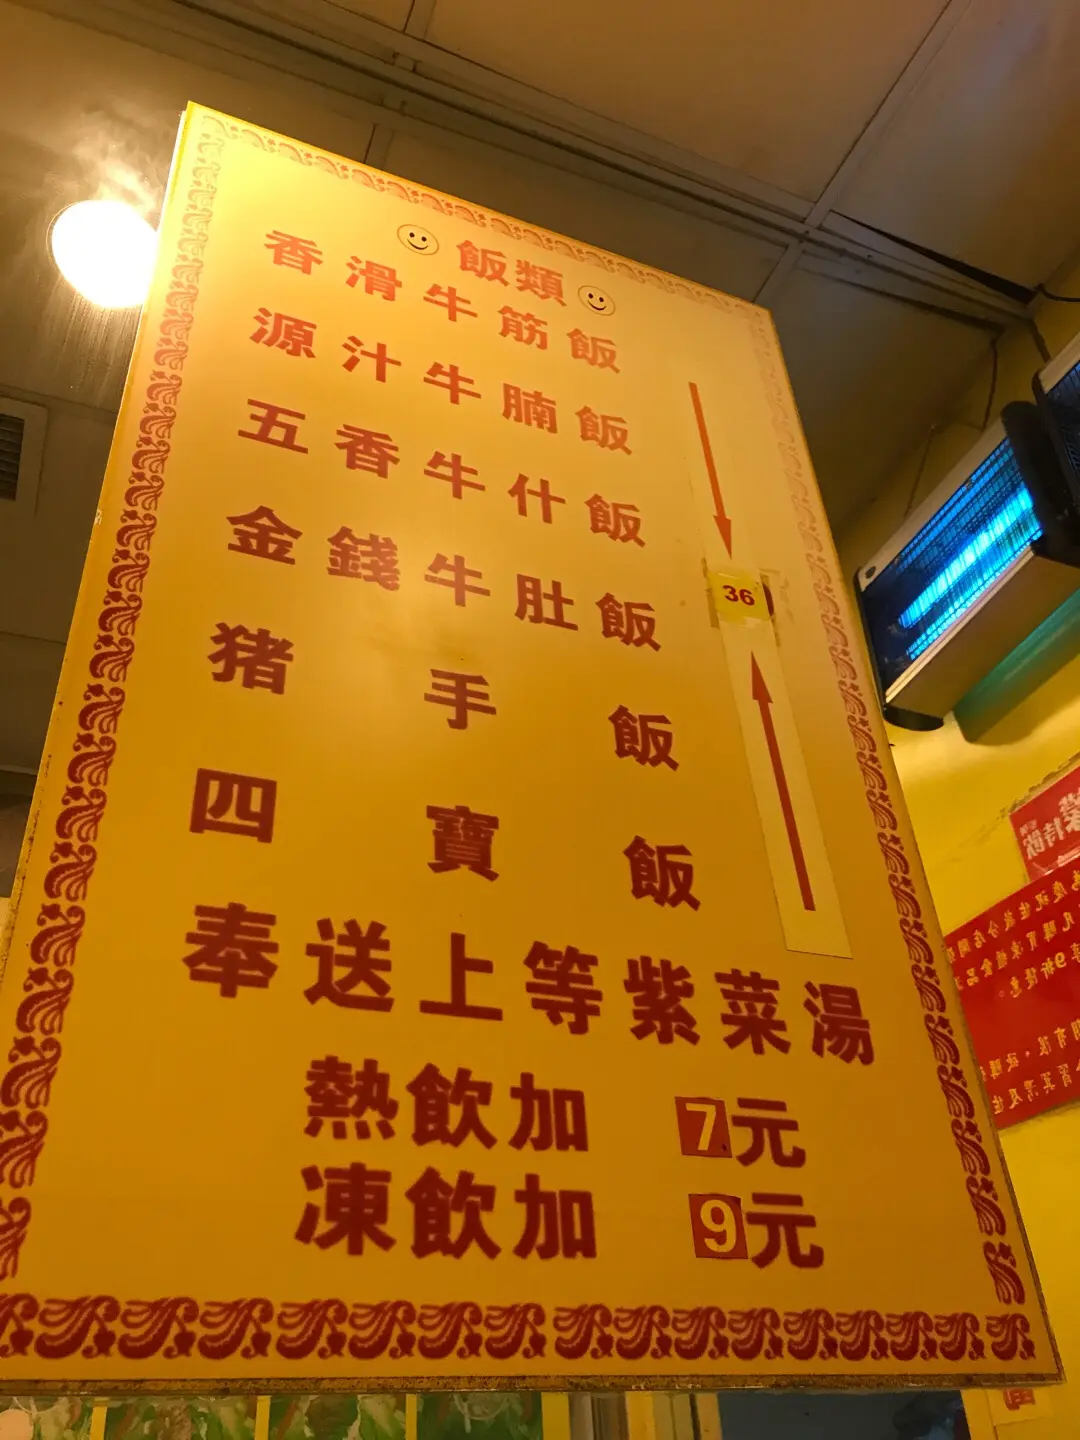 飯類
香滑牛筋飯
源汁牛腩飯
五香牛什飯
金錢牛肚飯
猪手飯
四寶飯
36
奉送上等紫菜湯
熱飲加 7元
凍飲加 9元